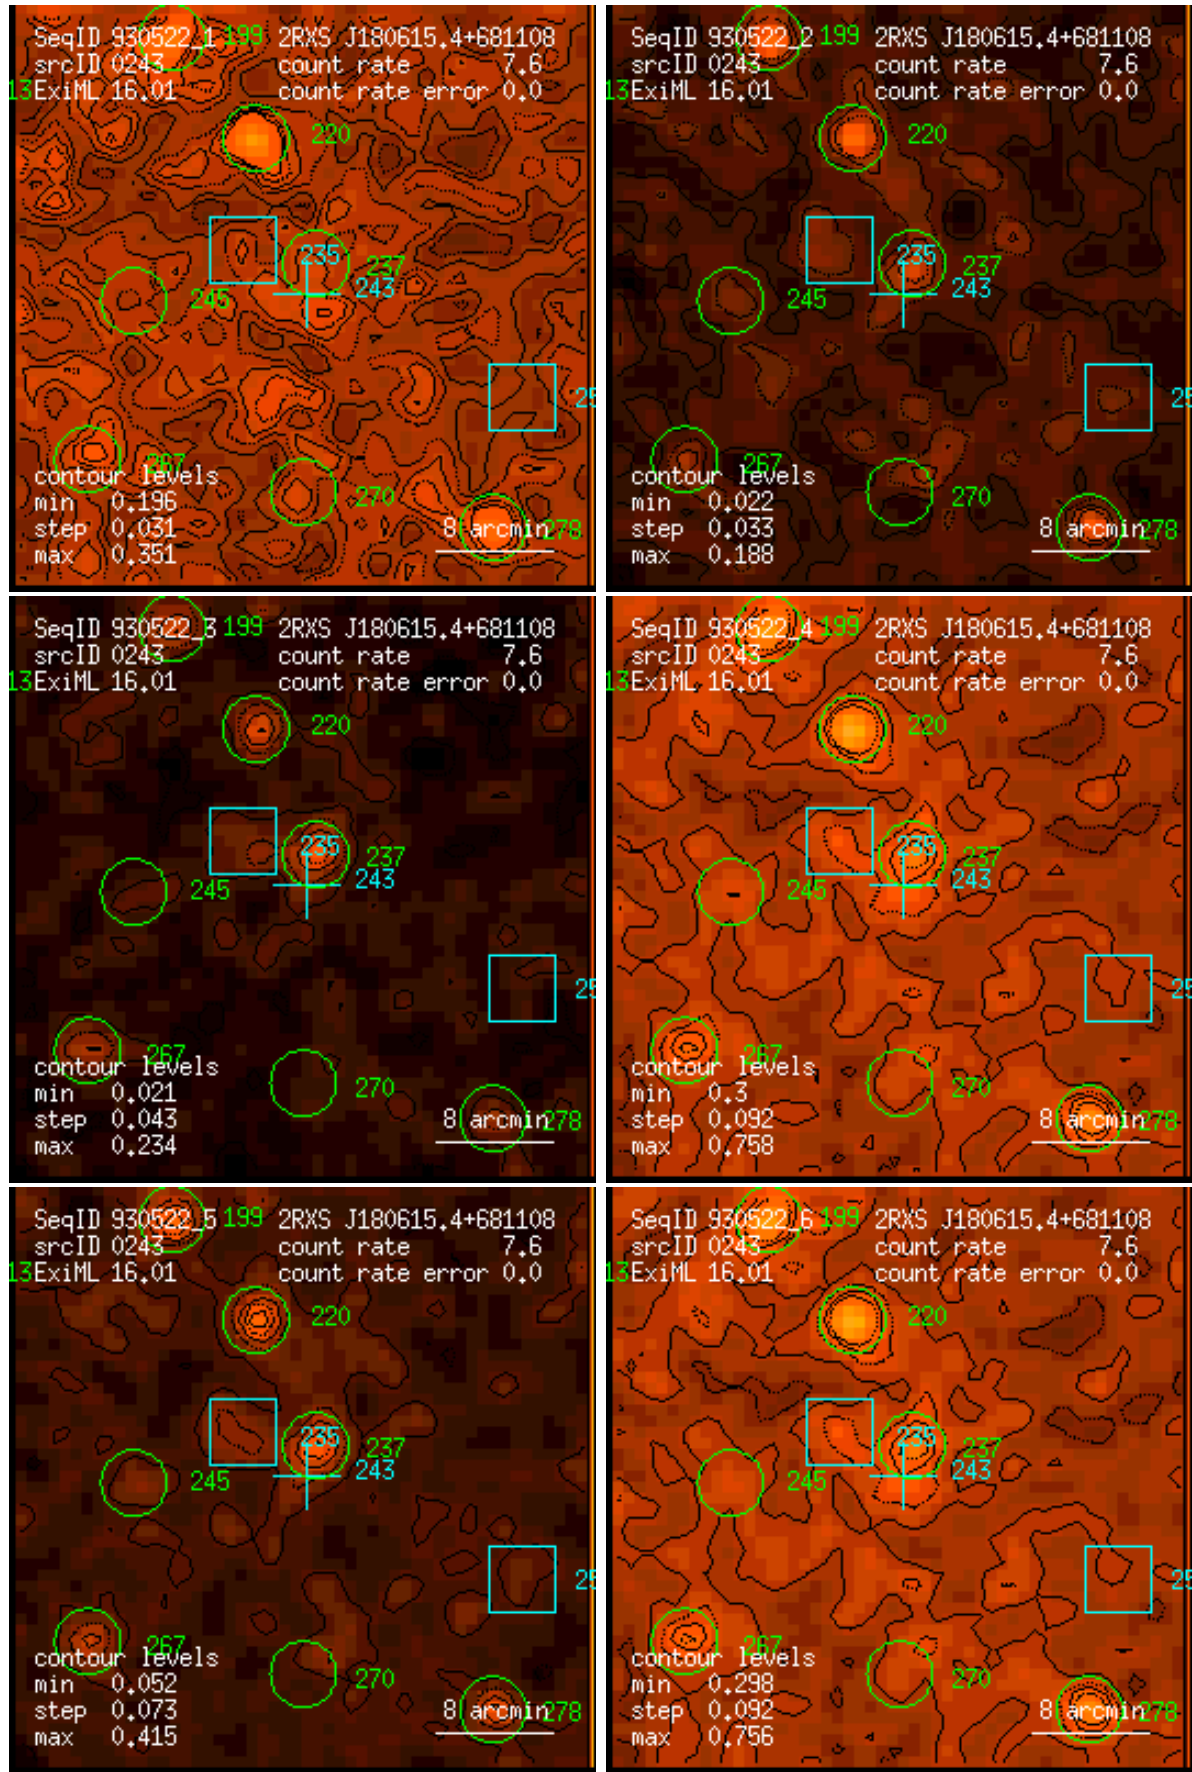 SeqID 930522_1 199 2RXS J180615.4+681108
srcID 0243 count rate 7.6
13 ExiML 16.01 count rate error 0.0
220
235
237
245 243
25
267
contour levels
min 0.196
270
step 0.031
8 arcmin 278
max 0.351
SeqID 930522_2 199 2RXS J180615.4+681108
srcID 0243 count rate 7.6
13 ExiML 16.01 count rate error 0.0
220
235
237
245 243
25
267
contour levels
min 0.022
270
step 0.033
8 arcmin 278
max 0.188
SeqID 930522_3 199 2RXS J180615.4+681108
srcID 0243 count rate 7.6
13 ExiML 16.01 count rate error 0.0
220
235
237
245 243
25
267
contour levels
min 0.021
270
step 0.043
8 arcmin 278
max 0.234
SeqID 930522_4 199 2RXS J180615.4+681108
srcID 0243 count rate 7.6
13 ExiML 16.01 count rate error 0.0
220
235
237
245 243
25
267
contour levels
min 0.3
270
step 0.092
8 arcmin 278
max 0.758
SeqID 930522_5 199 2RXS J180615.4+681108
srcID 0243 count rate 7.6
13 ExiML 16.01 count rate error 0.0
220
235
237
245 243
25
267
contour levels
min 0.052
270
step 0.073
8 arcmin 278
max 0.415
SeqID 930522_6 199 2RXS J180615.4+681108
srcID 0243 count rate 7.6
13 ExiML 16.01 count rate error 0.0
220
235
237
245 243
25
267
contour levels
min 0.298
270
step 0.092
8 arcmin 278
max 0.756